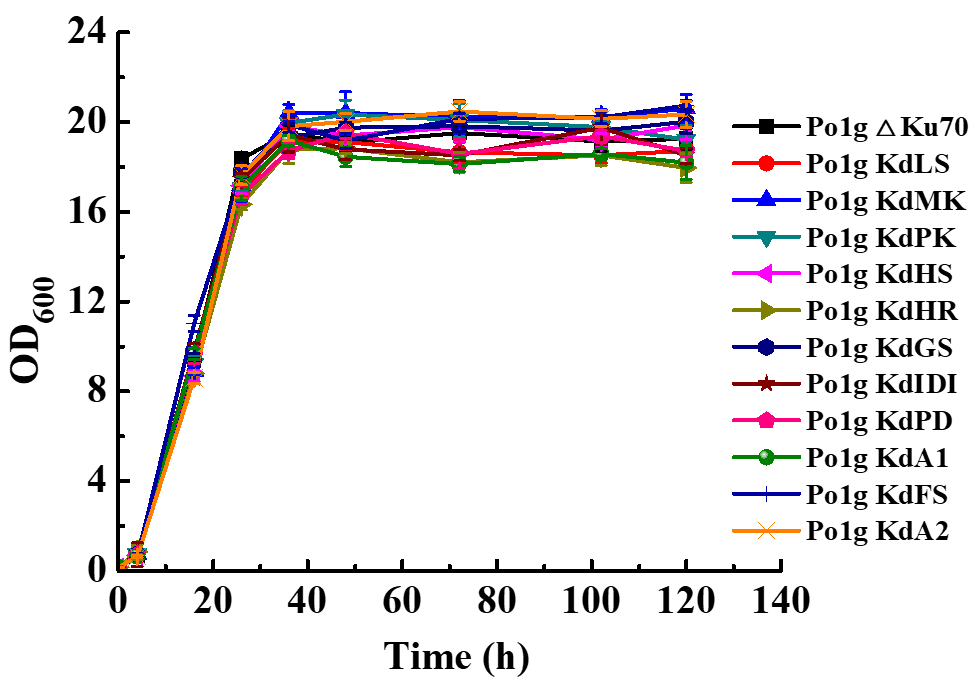 24
20
16
12
8
4
0
OD600
0 20 40 60 80 100 120 140
Time (h)
Po1g △Ku70
Po1g KdLS
Po1g KdMK
Po1g KdPK
Po1g KdHS
Po1g KdHR
Po1g KdGS
Po1g KdIDI
Po1g KdPD
Po1g KdA1
Po1g KdFS
Po1g KdA2